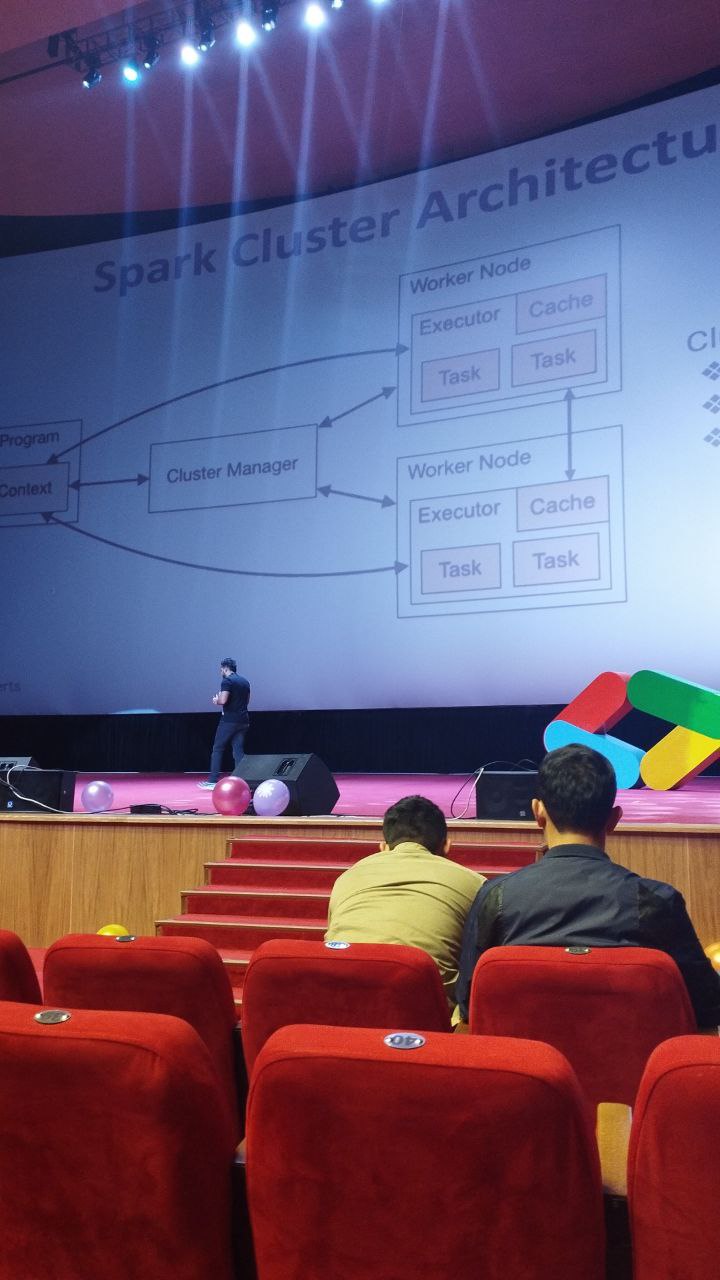 Spark Cluster Architectu
Worker Node
Executor
Cache
Task
Task
Program
Context
Cluster Manager
Worker Node
Executor
Cache
Task
Task
Cl
erts
40